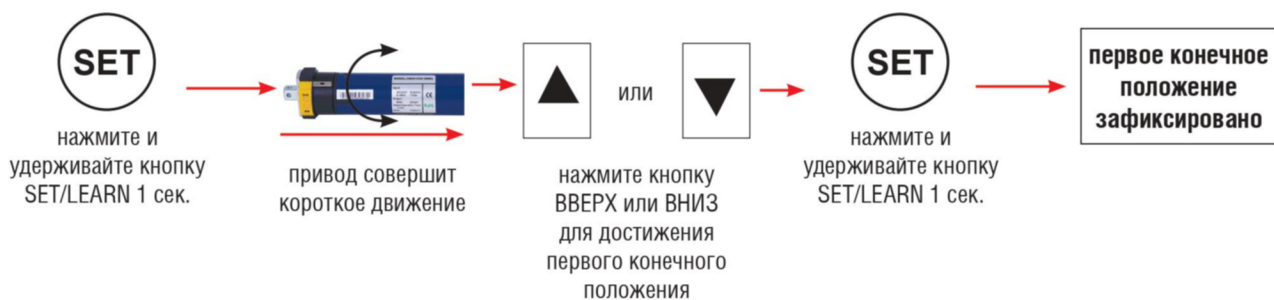 SET
нажмите и
удерживайте кнопку
SET/LEARN 1 сек.
привод совершит
короткое движение
или
нажмите кнопку
ВВЕРХ или ВНИЗ
для достижения
первого конечного
положения
SET
нажмите и
удерживайте кнопку
SET/LEARN 1 сек.
первое конечное
положение
зафиксировано